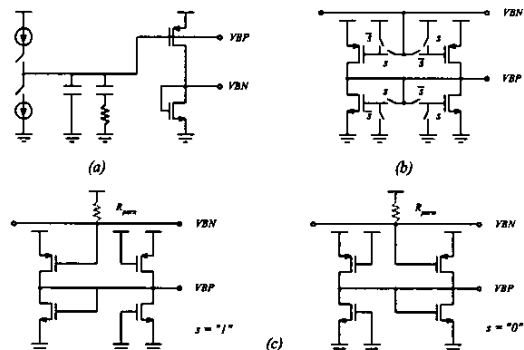 VBP
VBN
(a)
VBN
s̅ s s̅ s
VBP
s s̅
(b)
R_para
VBN
VBP
s = "1"
R_para
VBN
VBP
s = "0"
(c)